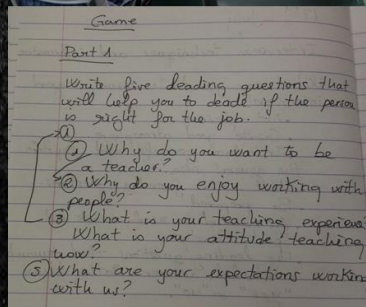 Game
Part 1
Write five leading questions that
will help you to decide if the person
is right for the job.
①
① Why do you want to be
a teacher?
② Why do you enjoy working with
people?
③ What is your teaching
What is your attitude teaching
now?
⑤ What are your expectations
with us?